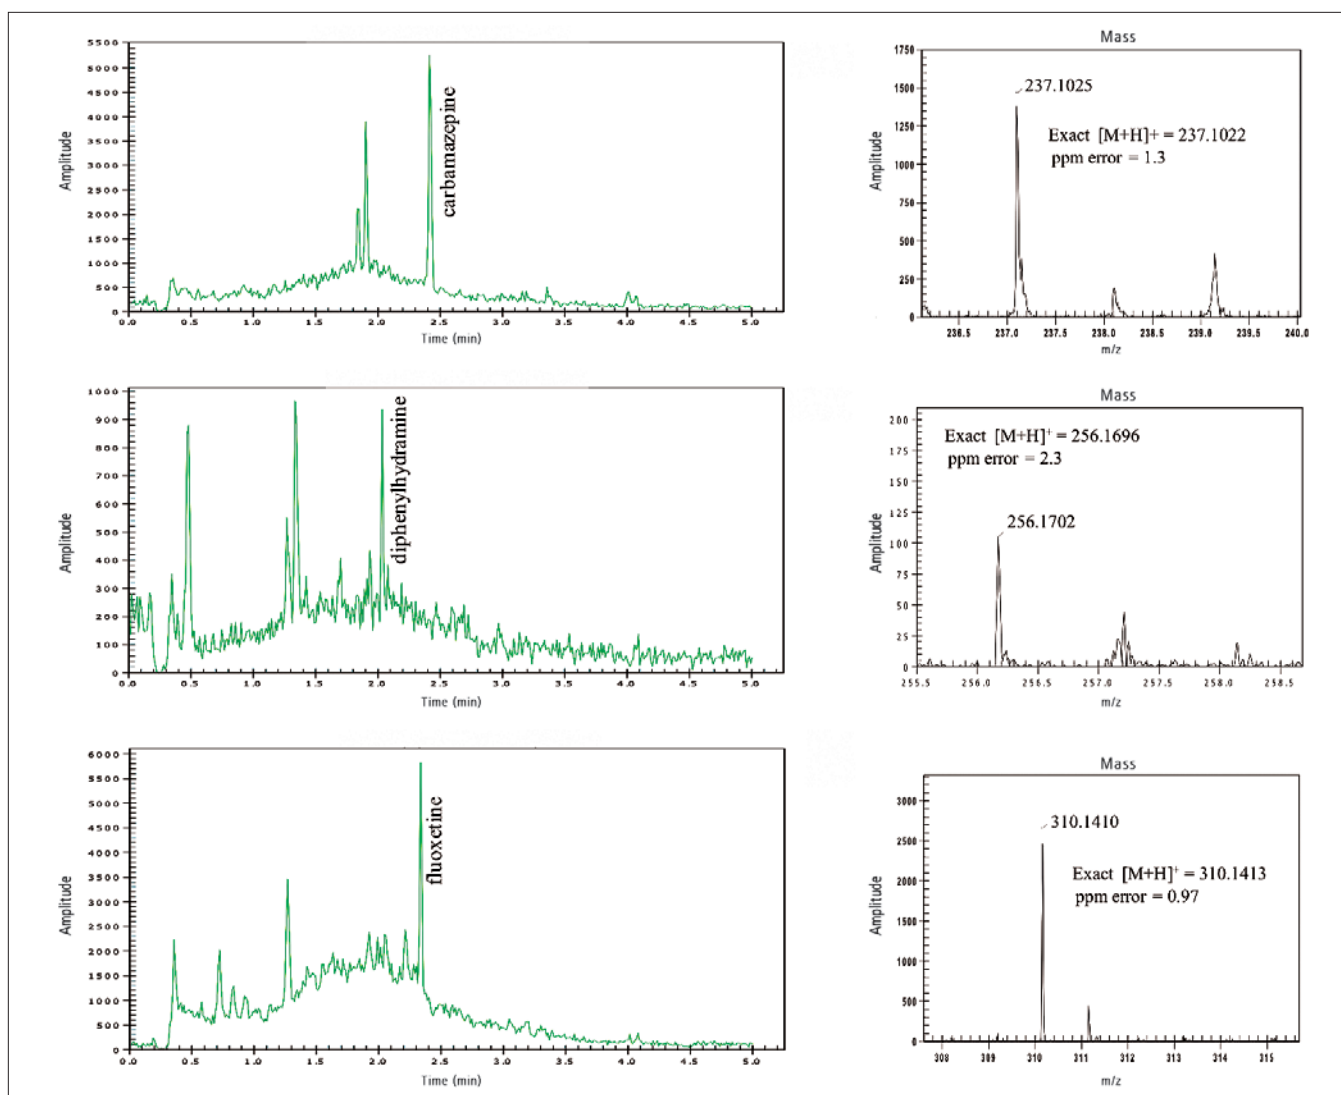 5500
5000
4500
4000
3500
3000
2500
2000
1500
1000
500
0
Amplitude
carbamazepine
0.0 0.5 1.0 1.5 2.0 2.5 3.0 3.5 4.0 4.5 5.0
Time (min)
Mass
1750
1500
1250
1000
750
500
250
0
Amplitude
237.1025
Exact [M+H]+ = 237.1022
ppm error = 1.3
236.5 237.0 237.5 238.0 238.5 239.0 239.5 240.0
m/z
1000
900
800
700
600
500
400
300
200
100
0
Amplitude
diphenylhydramine
0.0 0.5 1.0 1.5 2.0 2.5 3.0 3.5 4.0 4.5 5.0
Time (min)
Mass
200
175
150
125
100
75
50
25
0
Amplitude
Exact [M+H]+ = 256.1696
ppm error = 2.3
256.1702
255.5 256.0 256.5 257.0 257.5 258.0 258.5
m/z
6000
5500
5000
4500
4000
3500
3000
2500
2000
1500
1000
500
0
Amplitude
fluoxetine
0.0 0.5 1.0 1.5 2.0 2.5 3.0 3.5 4.0 4.5 5.0
Time (min)
Mass
3000
2500
2000
1500
1000
500
0
Amplitude
310.1410
Exact [M+H]+ = 310.1413
ppm error = 0.97
308 309 310 311 312 313 314 315
m/z